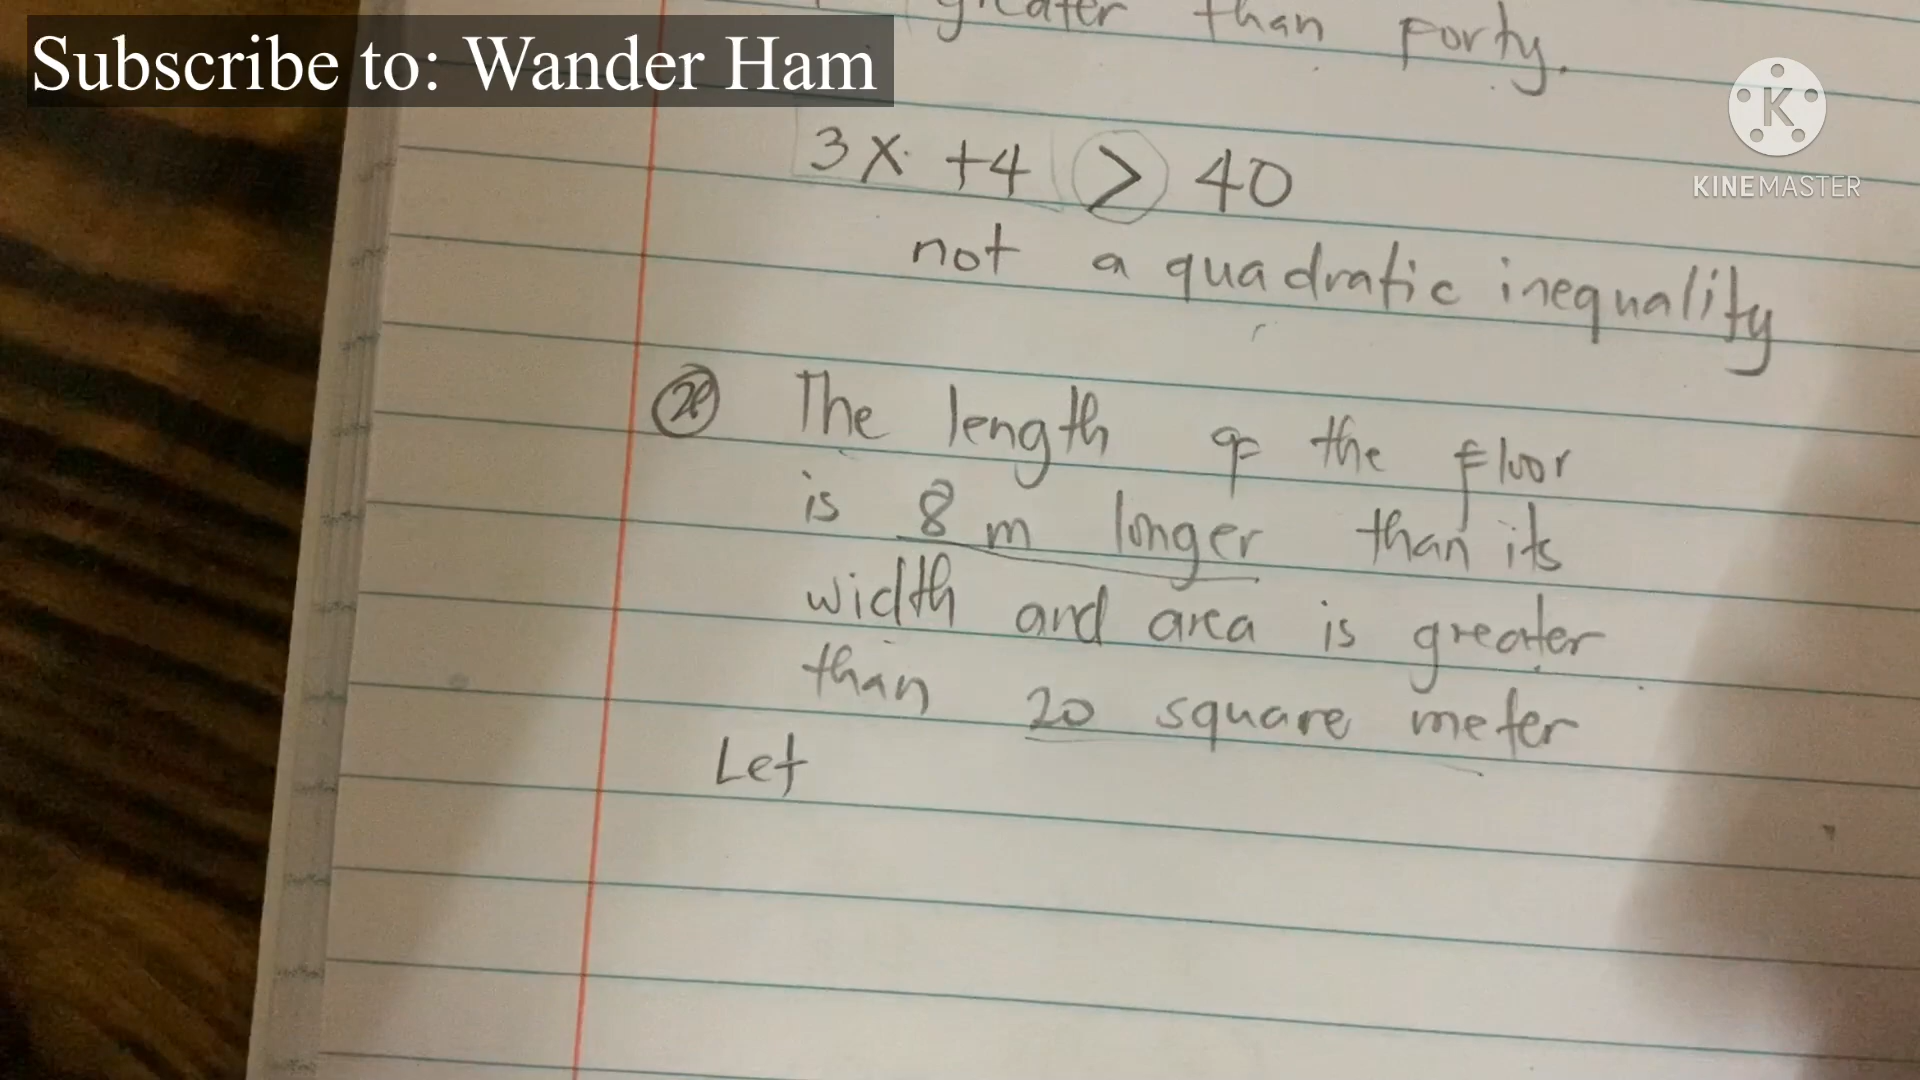 Subscribe to: Wander Ham
greater than forty.
K
KINEMASTER
3x + 4 > 40
not a quadratic inequality
The length of the floor
is 8 m longer than its
width and area is greater
than 20 square meter
Let